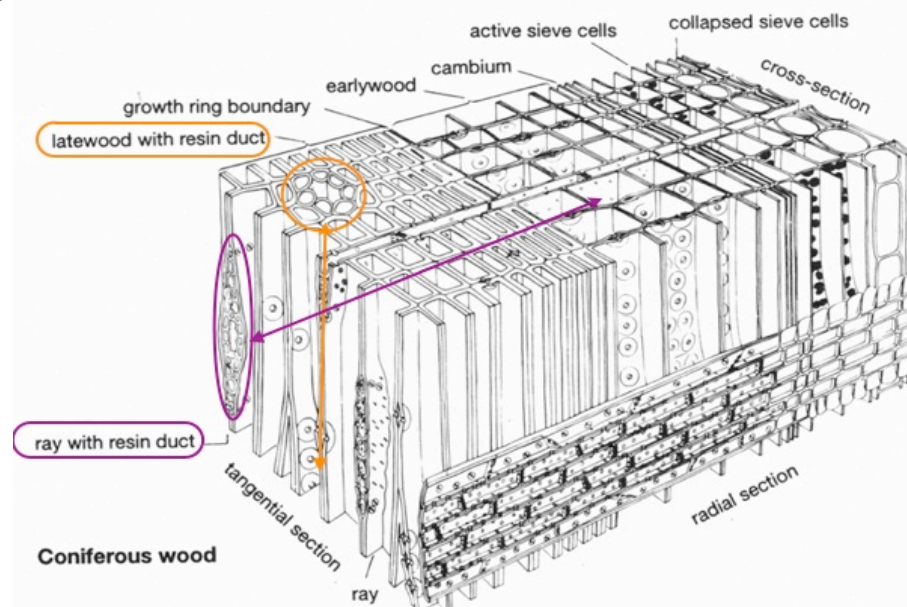 collapsed sieve cells
active sieve cells
cambium
cross-section
earlywood
growth ring boundary
latewood with resin duct
ray with resin duct
tangential section
radial section
Coniferous wood
ray